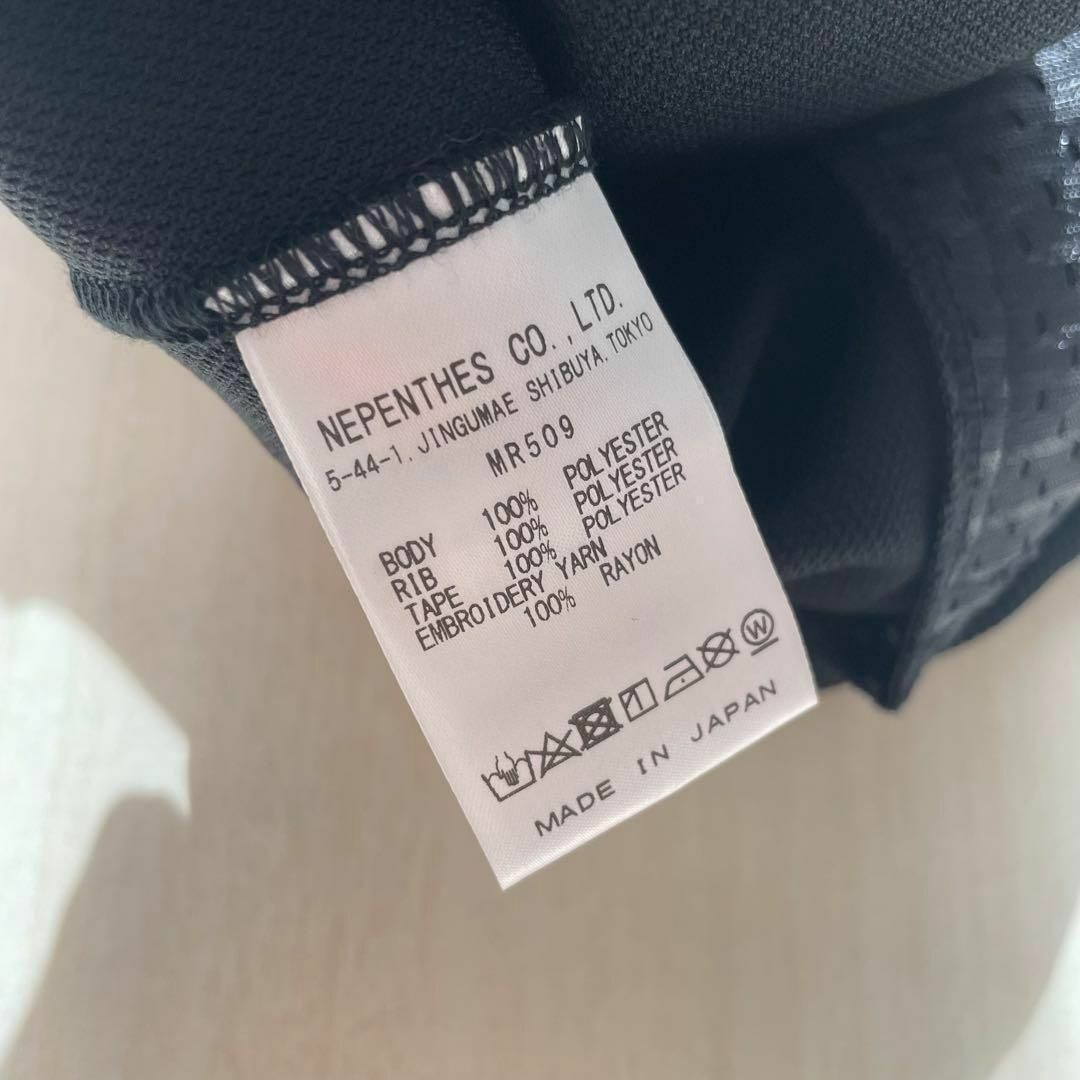 NEPENTHES CO.,LTD.
5-44-1,JINGUMAE SHIBUYA,TOKYO
MR509
BODY 100% POLYESTER
RIB 100% POLYESTER
TAPE 100% POLYESTER
EMBROIDERY YARN
100% RAYON
W
MADE IN JAPAN